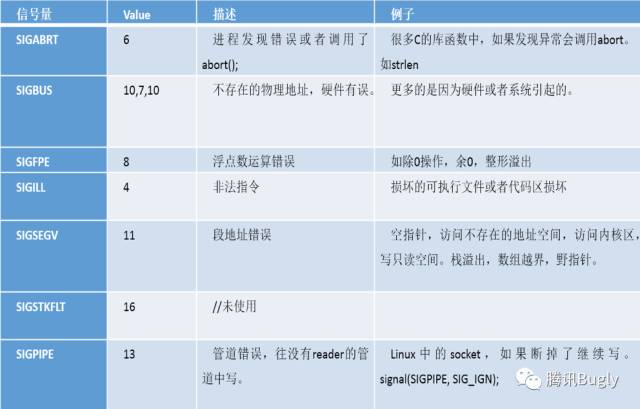 信号量 Value 描述 例子
SIGABRT 6 进程发现错误或者调用了 很多C的库函数中，如果发现异常会调用abort。
abort(); 如strlen
SIGBUS 10,7,10 不存在的物理地址，硬件有误。 更多的是因为硬件或者系统引起的。
SIGFPE 8 浮点数运算错误 如除0操作，余0，整形溢出
SIGILL 4 非法指令 损坏的可执行文件或者代码区损坏
SIGSEGV 11 段地址错误 空指针，访问不存在的地址空间，访问内核区，
写只读空间。栈溢出，数组越界，野指针。
SIGSTKFLT 16 //未使用
SIGPIPE 13 管道错误，往没有reader的管 Linux中的socket，如果断掉了继续写。
道中写。 signal(SIGPIPE, SIG_IGN);
腾讯Bugly